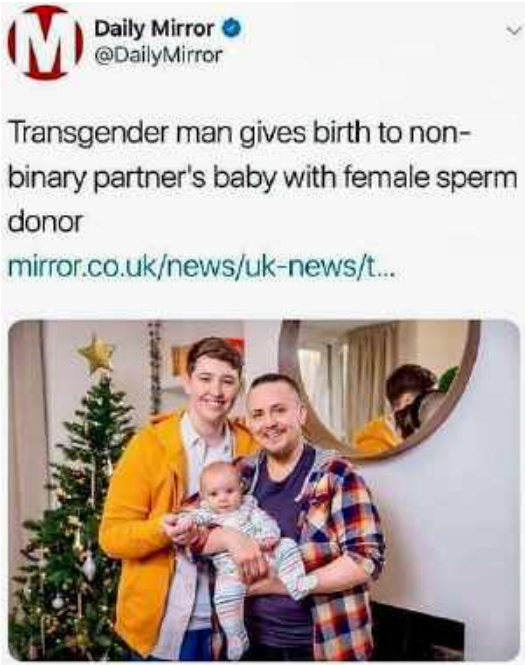 M
Daily Mirror
@DailyMirror
Transgender man gives birth to non-
binary partner's baby with female sperm
donor
mirror.co.uk/news/uk-news/t...